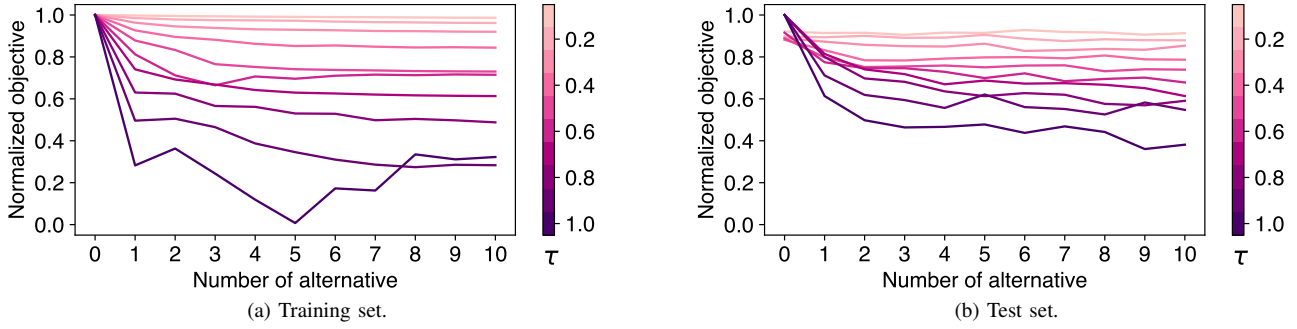 1.0
0.8
0.6
0.4
0.2
0.0
Normalized objective
0 1 2 3 4 5 6 7 8 9 10
Number of alternative
0.2
0.4
0.6
0.8
1.0
τ
(a) Training set.
1.0
0.8
0.6
0.4
0.2
0.0
Normalized objective
0 1 2 3 4 5 6 7 8 9 10
Number of alternative
0.2
0.4
0.6
0.8
1.0
τ
(b) Test set.